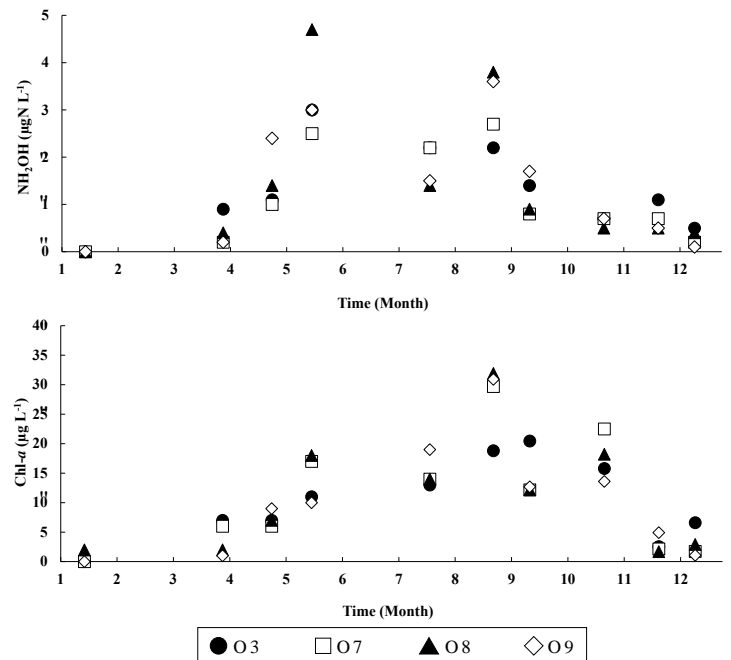 5
4
3
2
1
0
NH₂OH (µgN L⁻¹)
1 2 3 4 5 6 7 8 9 10 11 12
Time (Month)
40
35
30
25
20
15
10
5
0
Chl-a (µg L⁻¹)
1 2 3 4 5 6 7 8 9 10 11 12
Time (Month)
O3 O7 O8 O9